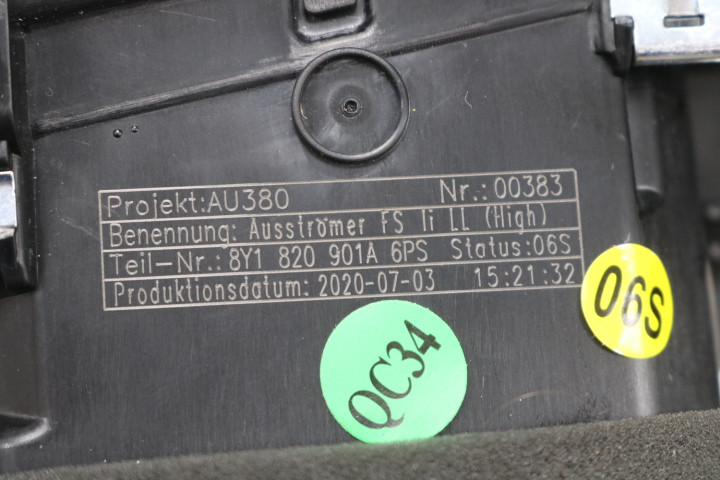 Projekt:AU380 Nr.:00383
Benennung: Ausströmer FS li LL (High)
Teil-Nr.: 8Y1 820 901A 6PS Status:06S
Produktionsdatum: 2020-07-03 15:21:32
06S
QC34